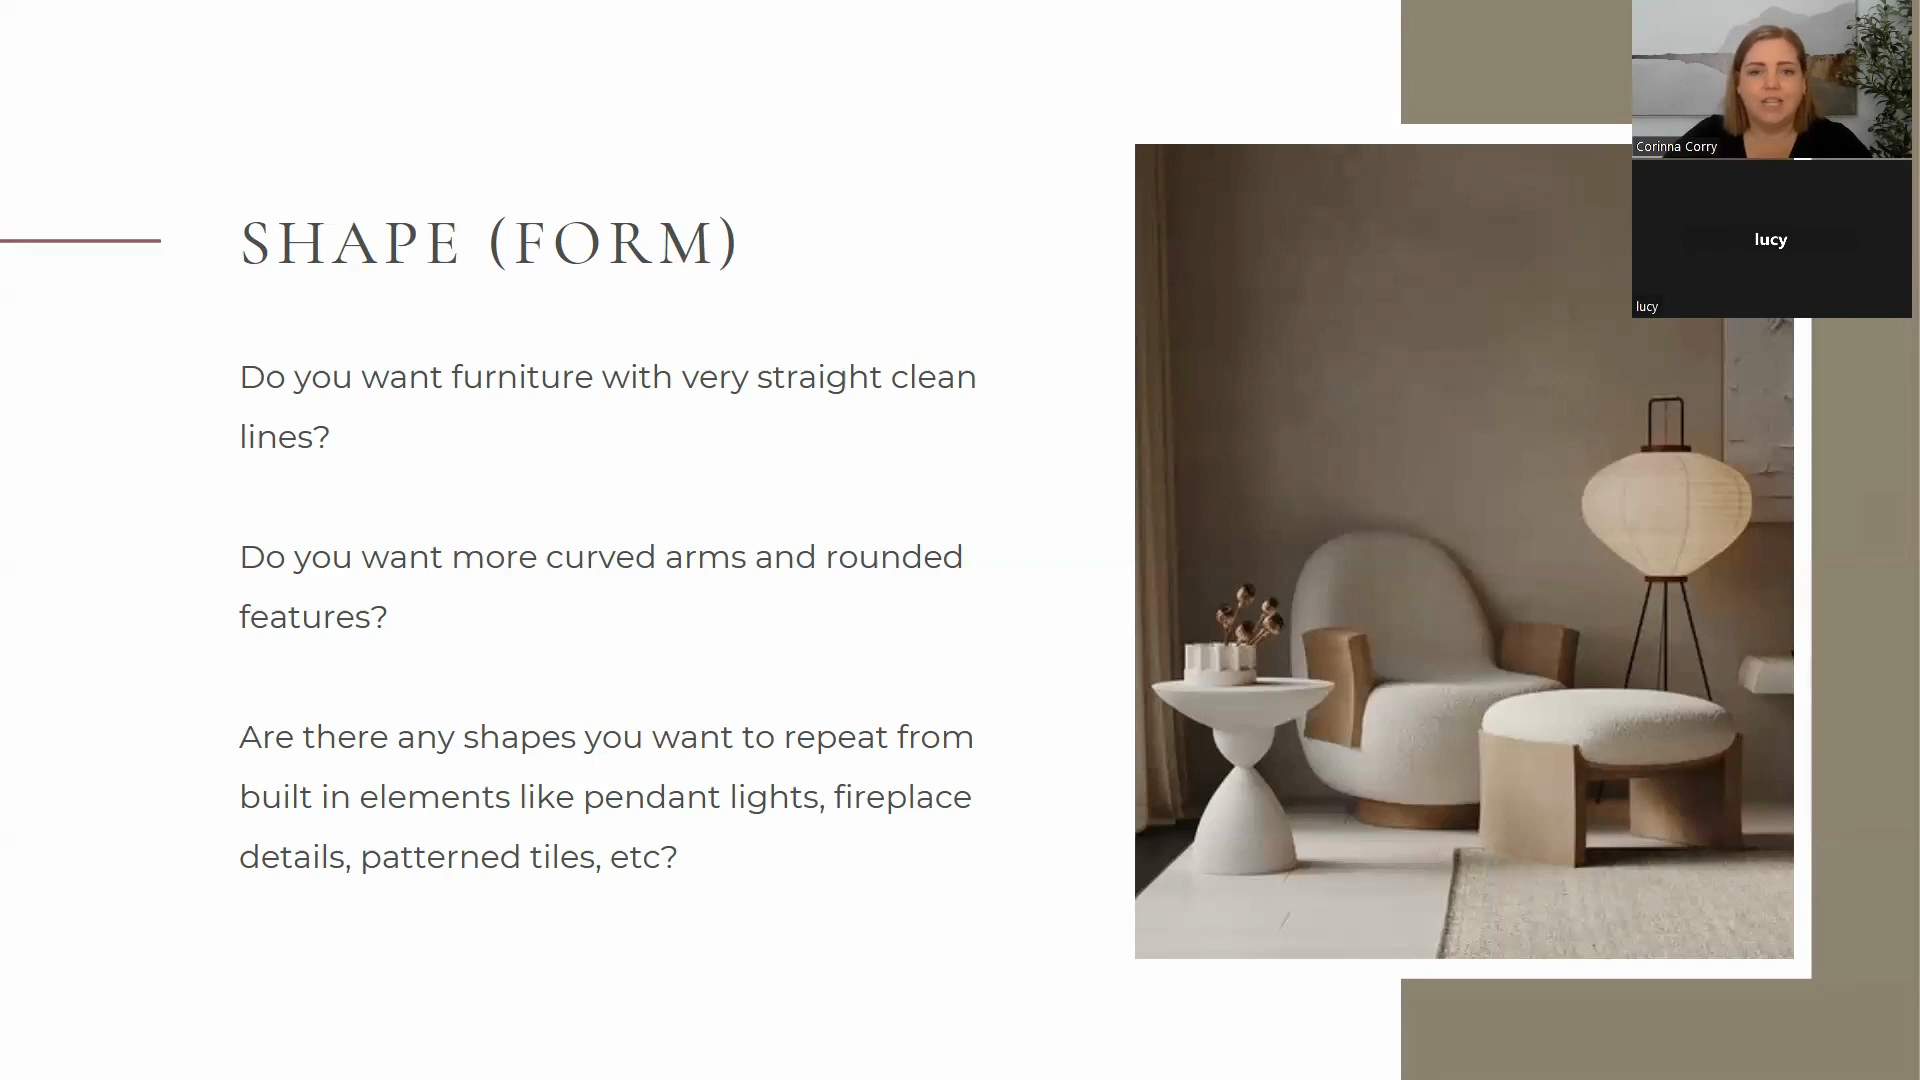 SHAPE (FORM)
Do you want furniture with very straight clean
lines?
Do you want more curved arms and rounded
features?
Are there any shapes you want to repeat from
built in elements like pendant lights, fireplace
details, patterned tiles, etc?
Corinna Corry
lucy
lucy